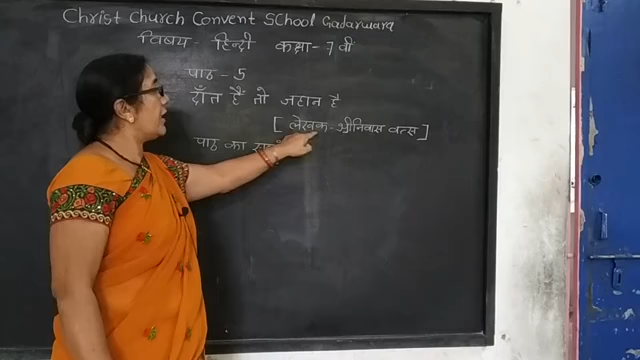 Christ Church Convent School Gadarwara
विषय - हिन्दी कक्षा - 7 वी
पाठ - 5
दाँत हैं तो जहान है
[ लेखक - श्रीनिवास वत्स ]
पाठ का